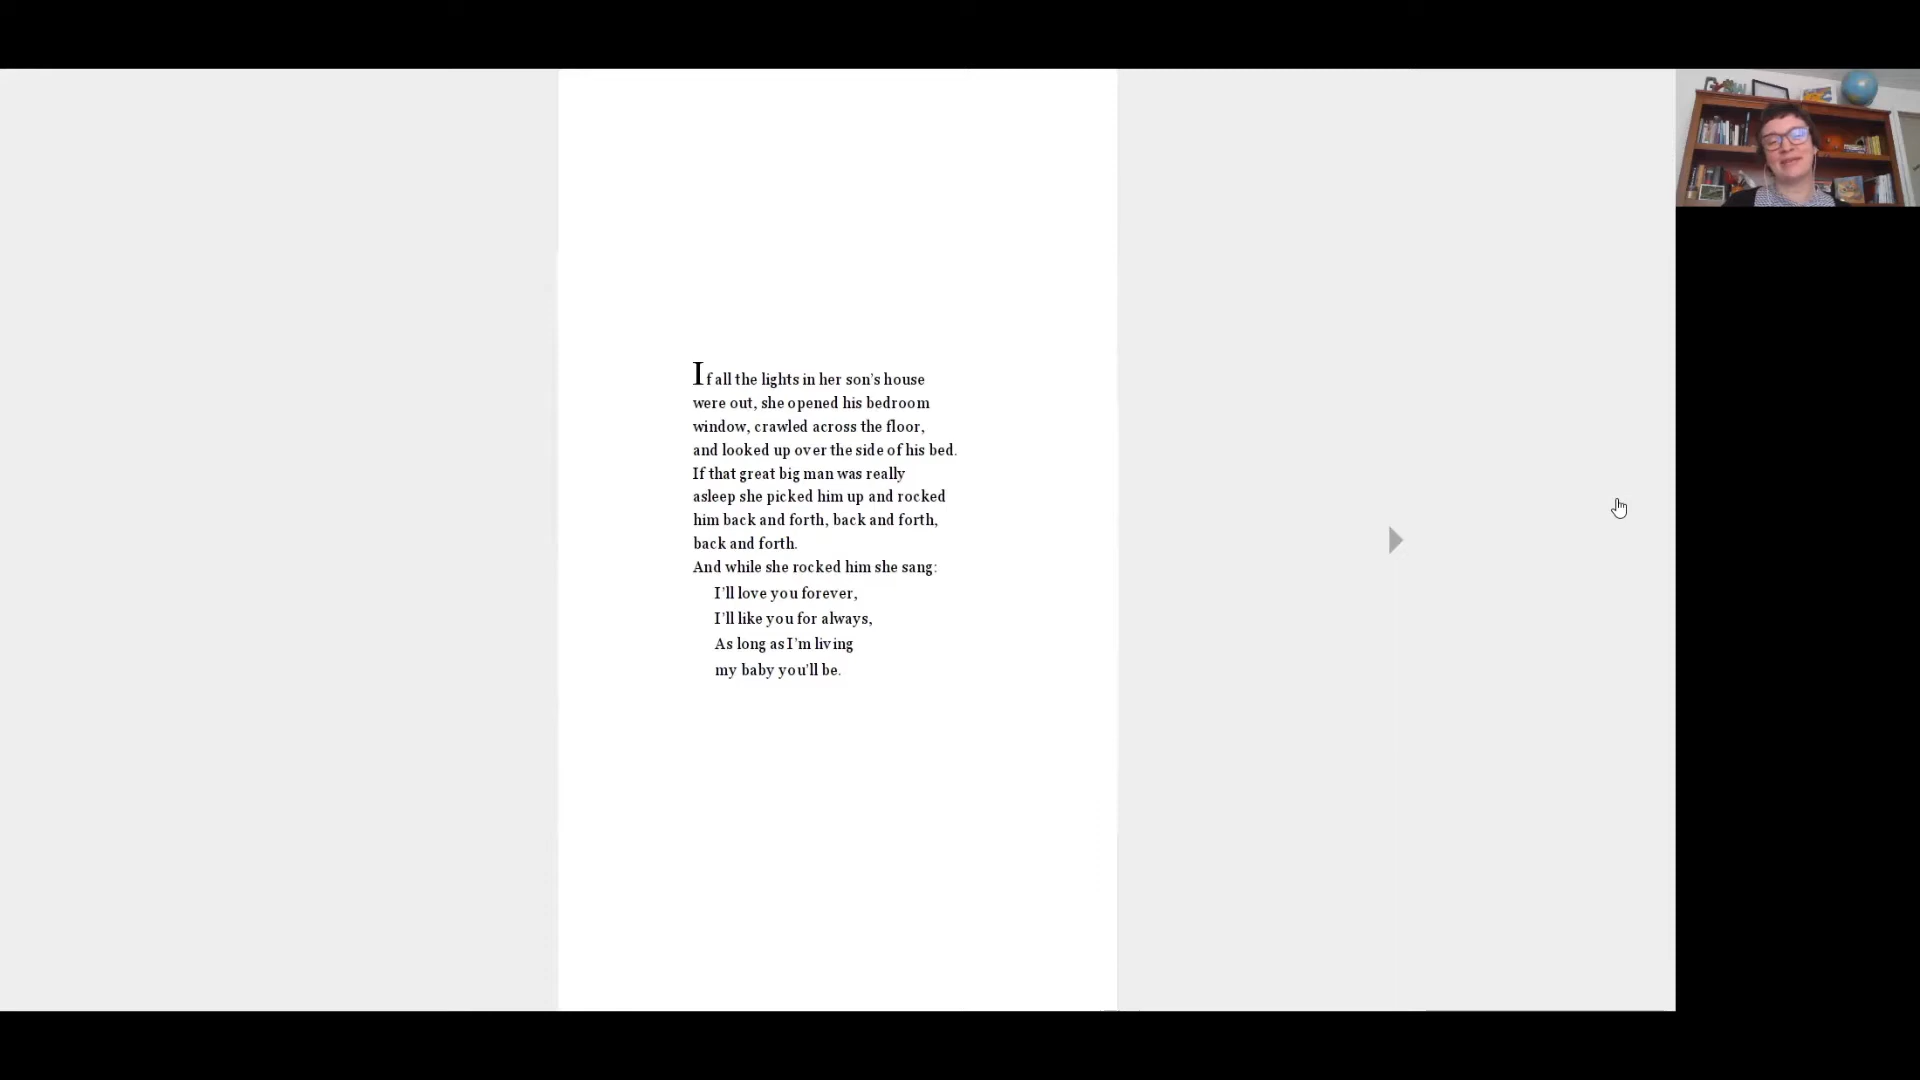 If all the lights in her son's house
were out, she opened his bedroom
window, crawled across the floor,
and looked up over the side of his bed.
If that great big man was really
asleep she picked him up and rocked
him back and forth, back and forth,
back and forth.
And while she rocked him she sang:
I'll love you forever,
I'll like you for always,
As long as I'm living
my baby you'll be.